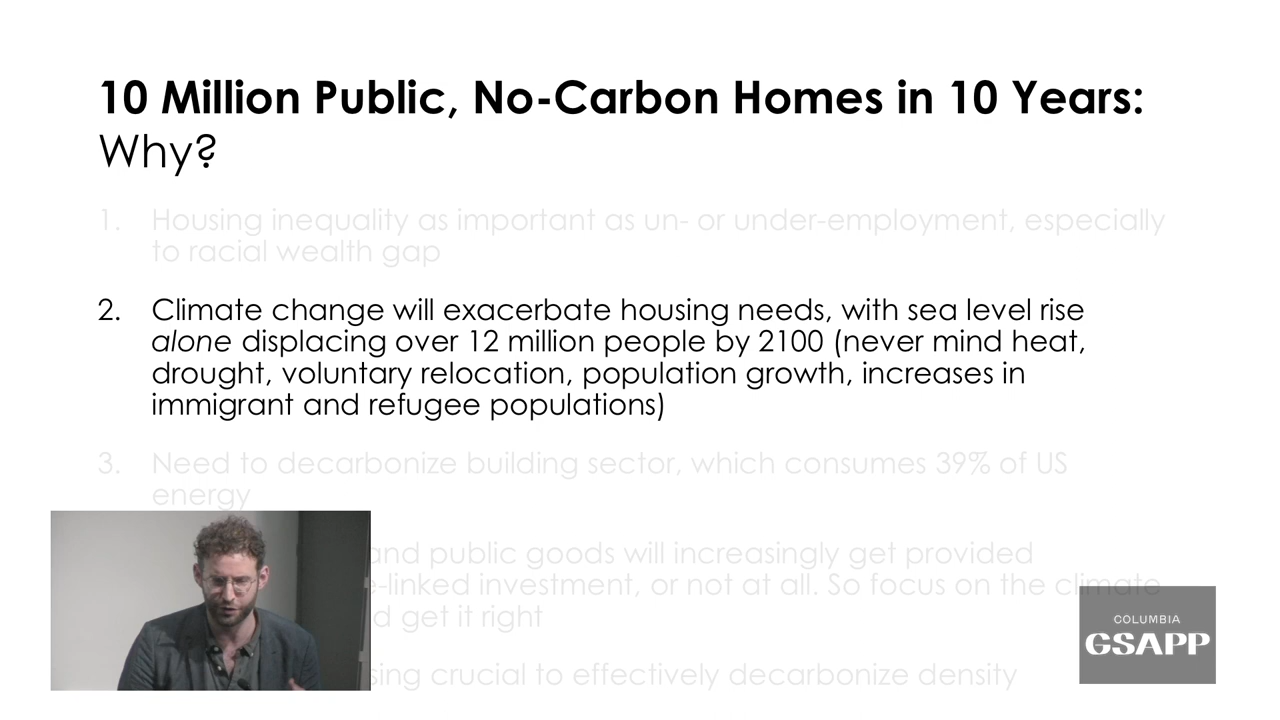 10 Million Public, No-Carbon Homes in 10 Years:
Why?
1. Housing inequality as important as un- or under-employment, especially
to racial wealth gap
2. Climate change will exacerbate housing needs, with sea level rise
alone displacing over 12 million people by 2100 (never mind heat,
drought, voluntary relocation, population growth, increases in
immigrant and refugee populations)
3. Need to decarbonize building sector, which consumes 39% of US
energy
and public goods will increasingly get provided
-linked investment, or not at all. So focus on the climate
get it right
crucial to effectively decarbonize density
COLUMBIA
GSAPP